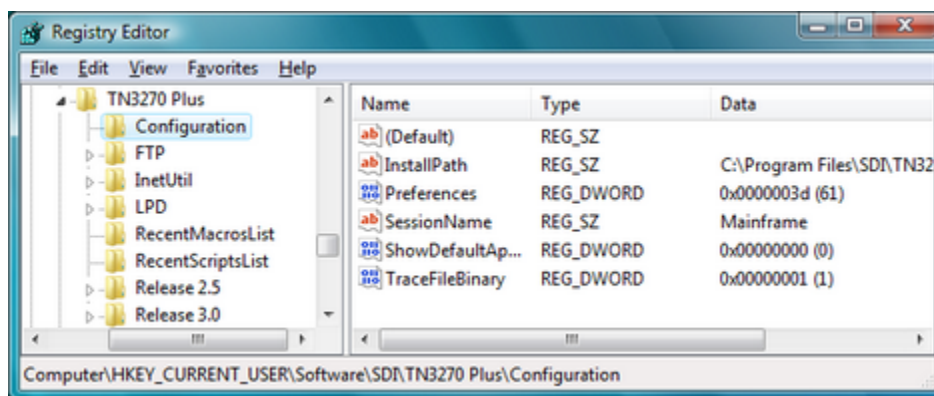 Registry Editor
File Edit View Favorites Help
TN3270 Plus
Configuration
FTP
InetUtil
LPD
RecentMacrosList
RecentScriptsList
Release 2.5
Release 3.0
Name Type Data
(Default) REG_SZ
InstallPath REG_SZ C:\Program Files\SDI\TN32
Preferences REG_DWORD 0x0000003d (61)
SessionName REG_SZ Mainframe
ShowDefaultAp... REG_DWORD 0x00000000 (0)
TraceFileBinary REG_DWORD 0x00000001 (1)
Computer\HKEY_CURRENT_USER\Software\SDI\TN3270 Plus\Configuration